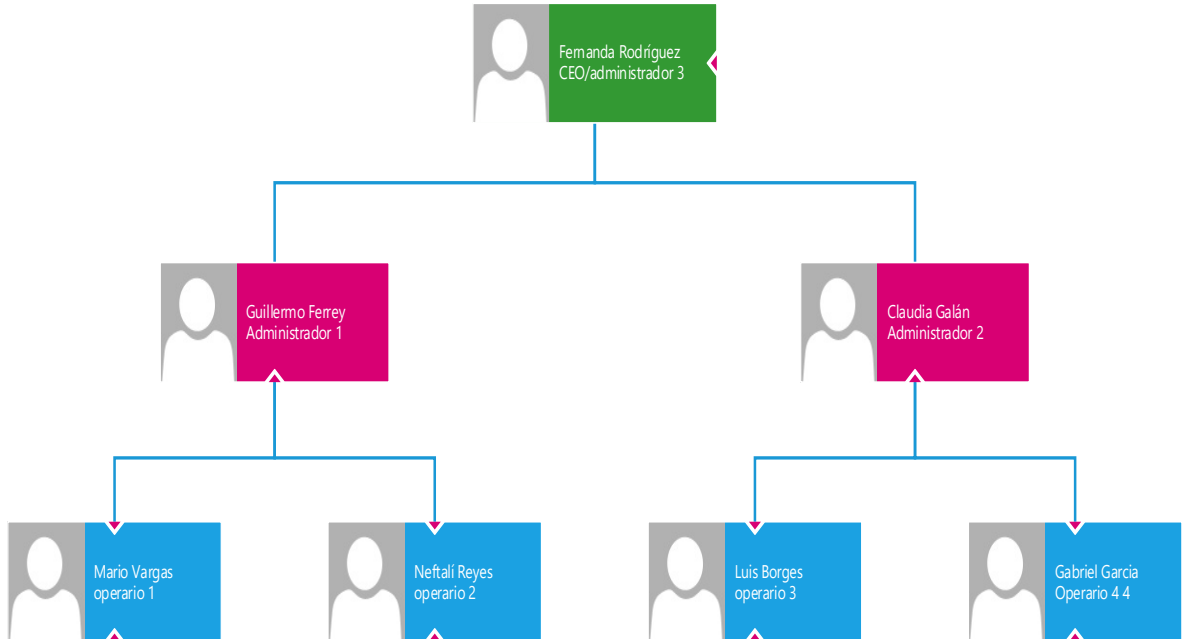 Fernanda Rodríguez
CEO/administrador 3
Guillermo Ferrey
Administrador 1
Claudia Galán
Administrador 2
Mario Vargas
operario 1
Neftalí Reyes
operario 2
Luis Borges
operario 3
Gabriel Garcia
Operario 4 4